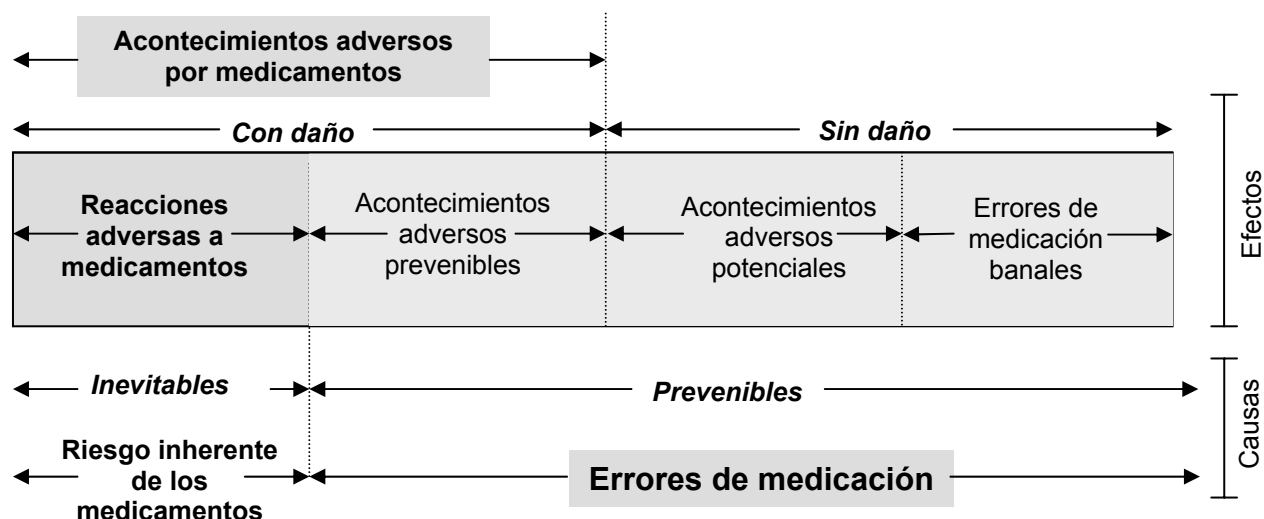 Acontecimientos adversos
por medicamentos
Con daño
Sin daño
Reacciones
adversas a
medicamentos
Acontecimientos
adversos
prevenibles
Acontecimientos
adversos
potenciales
Errores de
medicación
banales
Efectos
Inevitables
Prevenibles
Causas
Riesgo inherente
de los
medicamentos
Errores de medicación